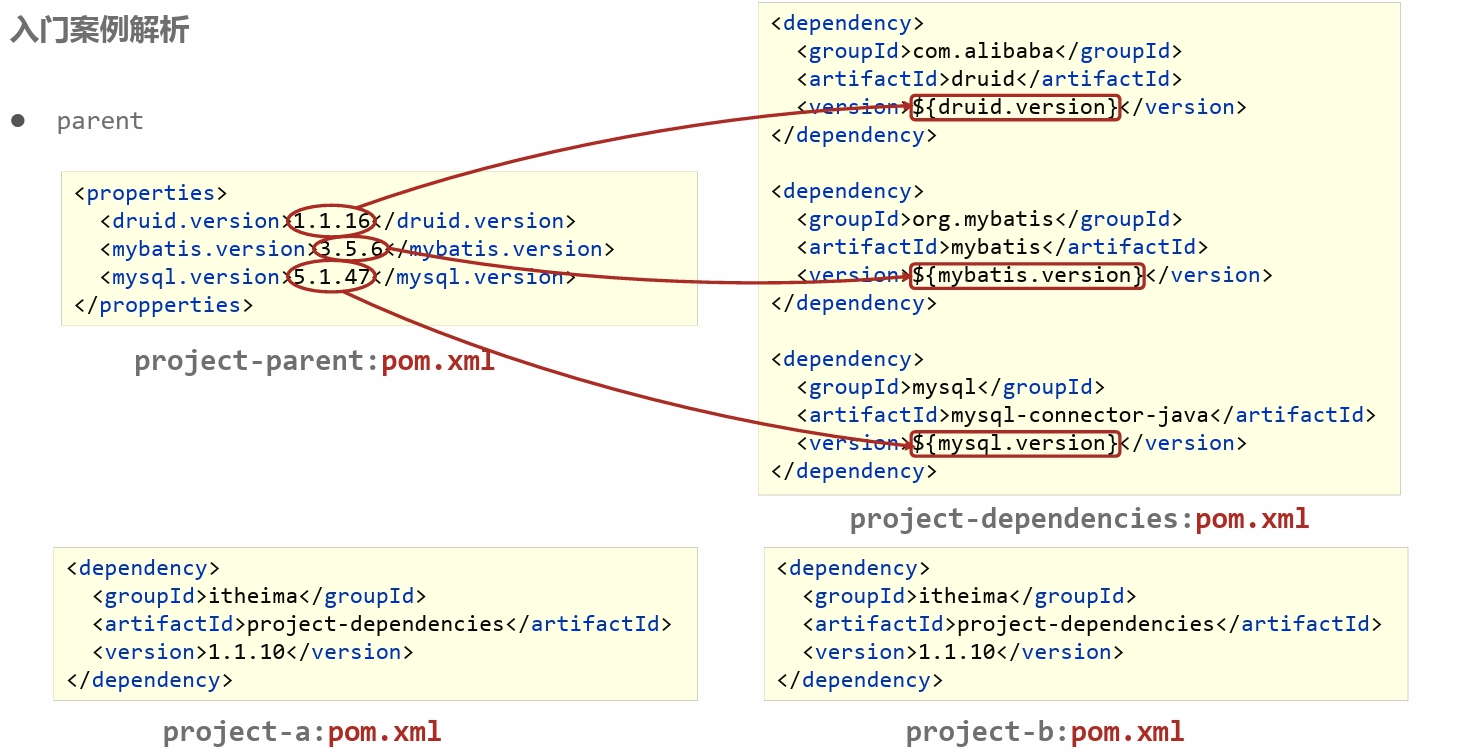 入门案例解析
● parent
<properties>
  <druid.version>1.1.16</druid.version>
  <mybatis.version>3.5.6</mybatis.version>
  <mysql.version>5.1.47</mysql.version>
</propperties>
project-parent:pom.xml
<dependency>
  <groupId>com.alibaba</groupId>
  <artifactId>druid</artifactId>
  <version>${druid.version}</version>
</dependency>
<dependency>
  <groupId>org.mybatis</groupId>
  <artifactId>mybatis</artifactId>
  <version>${mybatis.version}</version>
</dependency>
<dependency>
  <groupId>mysql</groupId>
  <artifactId>mysql-connector-java</artifactId>
  <version>${mysql.version}</version>
</dependency>
project-dependencies:pom.xml
<dependency>
  <groupId>itheima</groupId>
  <artifactId>project-dependencies</artifactId>
  <version>1.1.10</version>
</dependency>
project-a:pom.xml
<dependency>
  <groupId>itheima</groupId>
  <artifactId>project-dependencies</artifactId>
  <version>1.1.10</version>
</dependency>
project-b:pom.xml